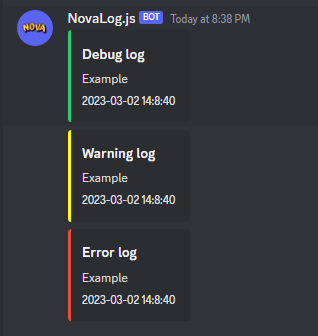 NOVA
NovaLog.js BOT Today at 8:38 PM
Debug log
Example
2023-03-02 14:8:40
Warning log
Example
2023-03-02 14:8:40
Error log
Example
2023-03-02 14:8:40